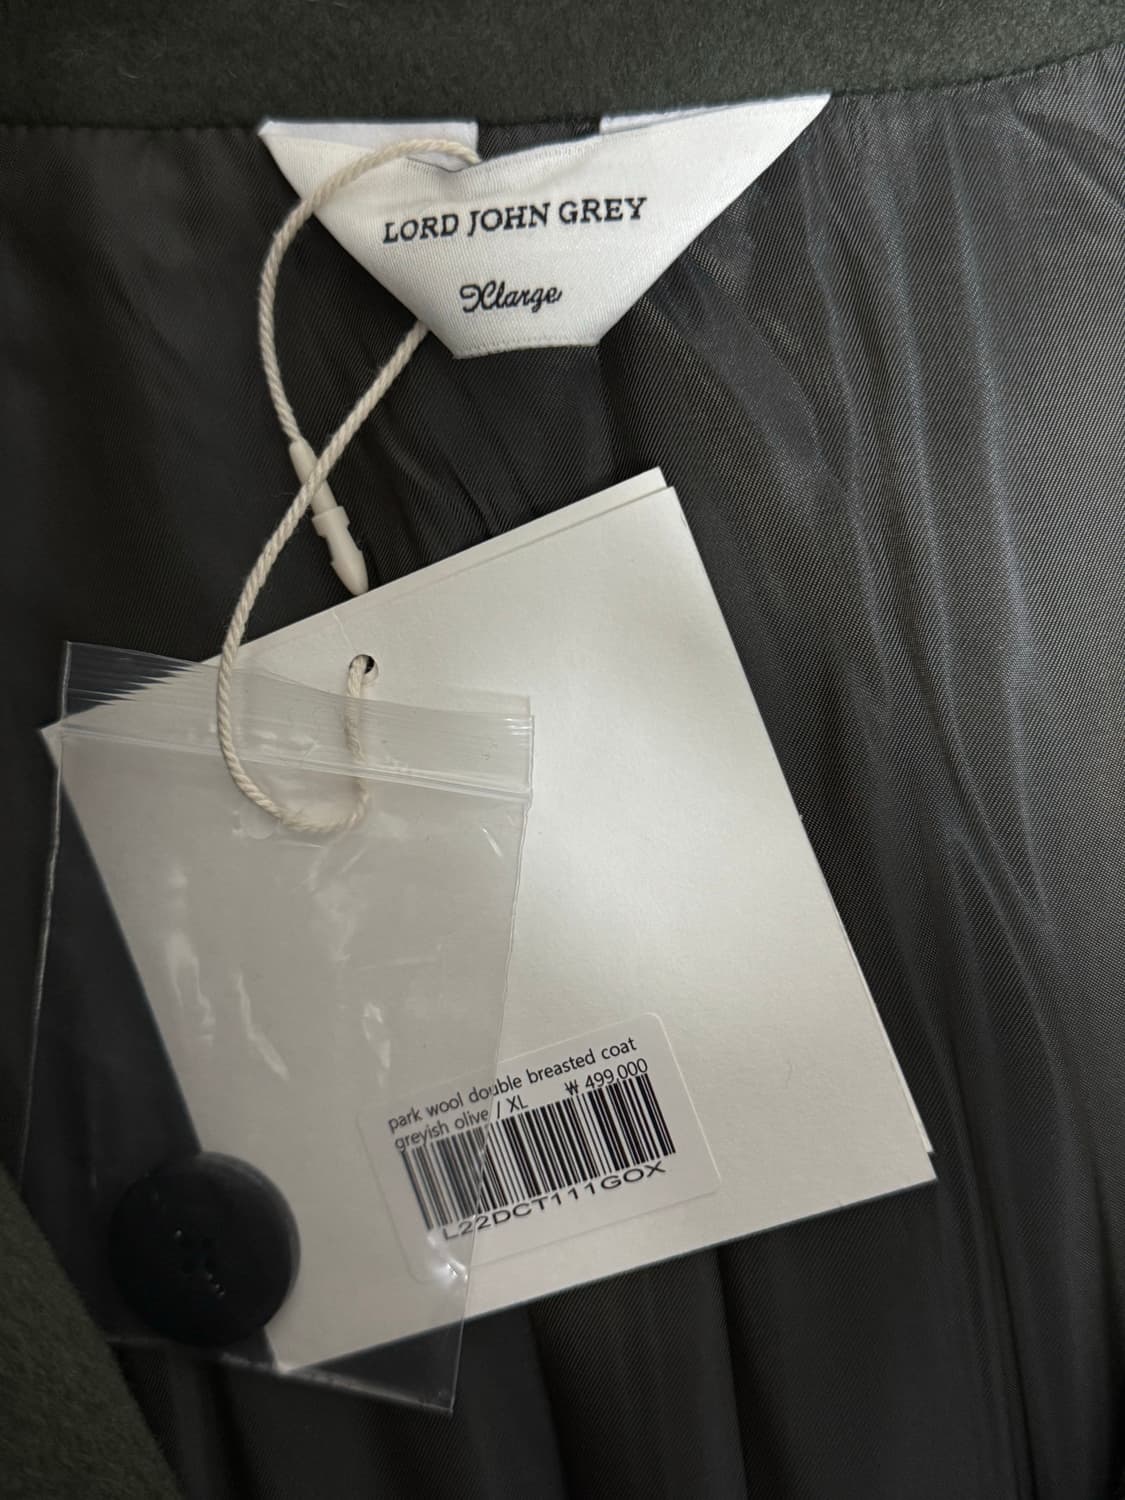 LORD JOHN GREY
Xlarge
park wool double breasted coat
greyish olive / XL ₩ 499,000
L22DCT111GOX